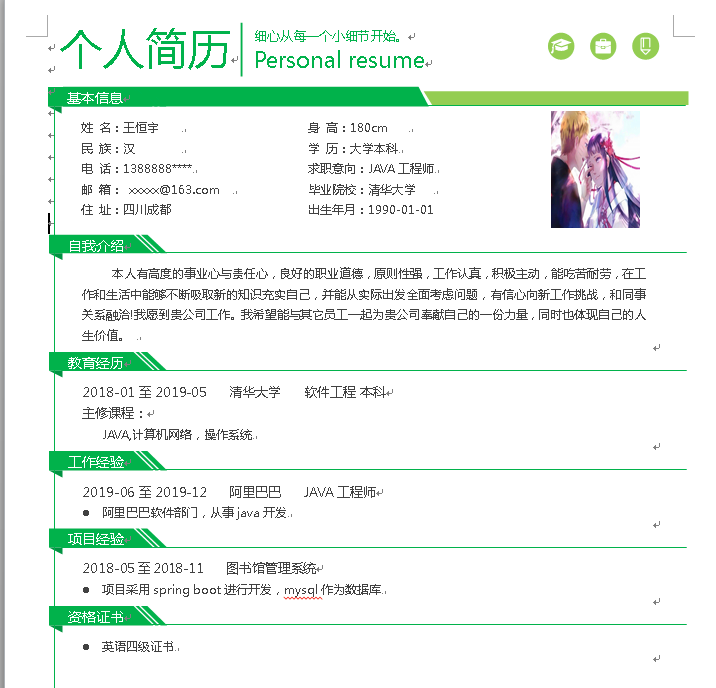 个人简历
细心从每一个小细节开始。
Personal resume
基本信息
姓 名：王恒宇
身 高：180cm
民 族：汉
学 历：大学本科
电 话：1388888****
求职意向：JAVA 工程师
邮 箱： xxxxx@163.com
毕业院校：清华大学
住 址：四川成都
出生年月：1990-01-01
自我介绍
本人有高度的事业心与责任心，良好的职业道德，原则性强，工作认真，积极主动，能吃苦耐劳，在工
作和生活中能够不断吸取新的知识充实自己，并能从实际出发全面考虑问题，有信心向新工作挑战，和同事
关系融洽!我愿到贵公司工作。我希望能与其它员工一起为贵公司奉献自己的一份力量，同时也体现自己的人
生价值。
教育经历
2018-01 至 2019-05 清华大学 软件工程 本科
主修课程：
JAVA,计算机网络，操作系统
工作经验
2019-06 至 2019-12 阿里巴巴 JAVA 工程师
● 阿里巴巴软件部门，从事 java 开发
项目经验
2018-05 至 2018-11 图书馆管理系统
● 项目采用 spring boot 进行开发，mysql 作为数据库
资格证书
● 英语四级证书